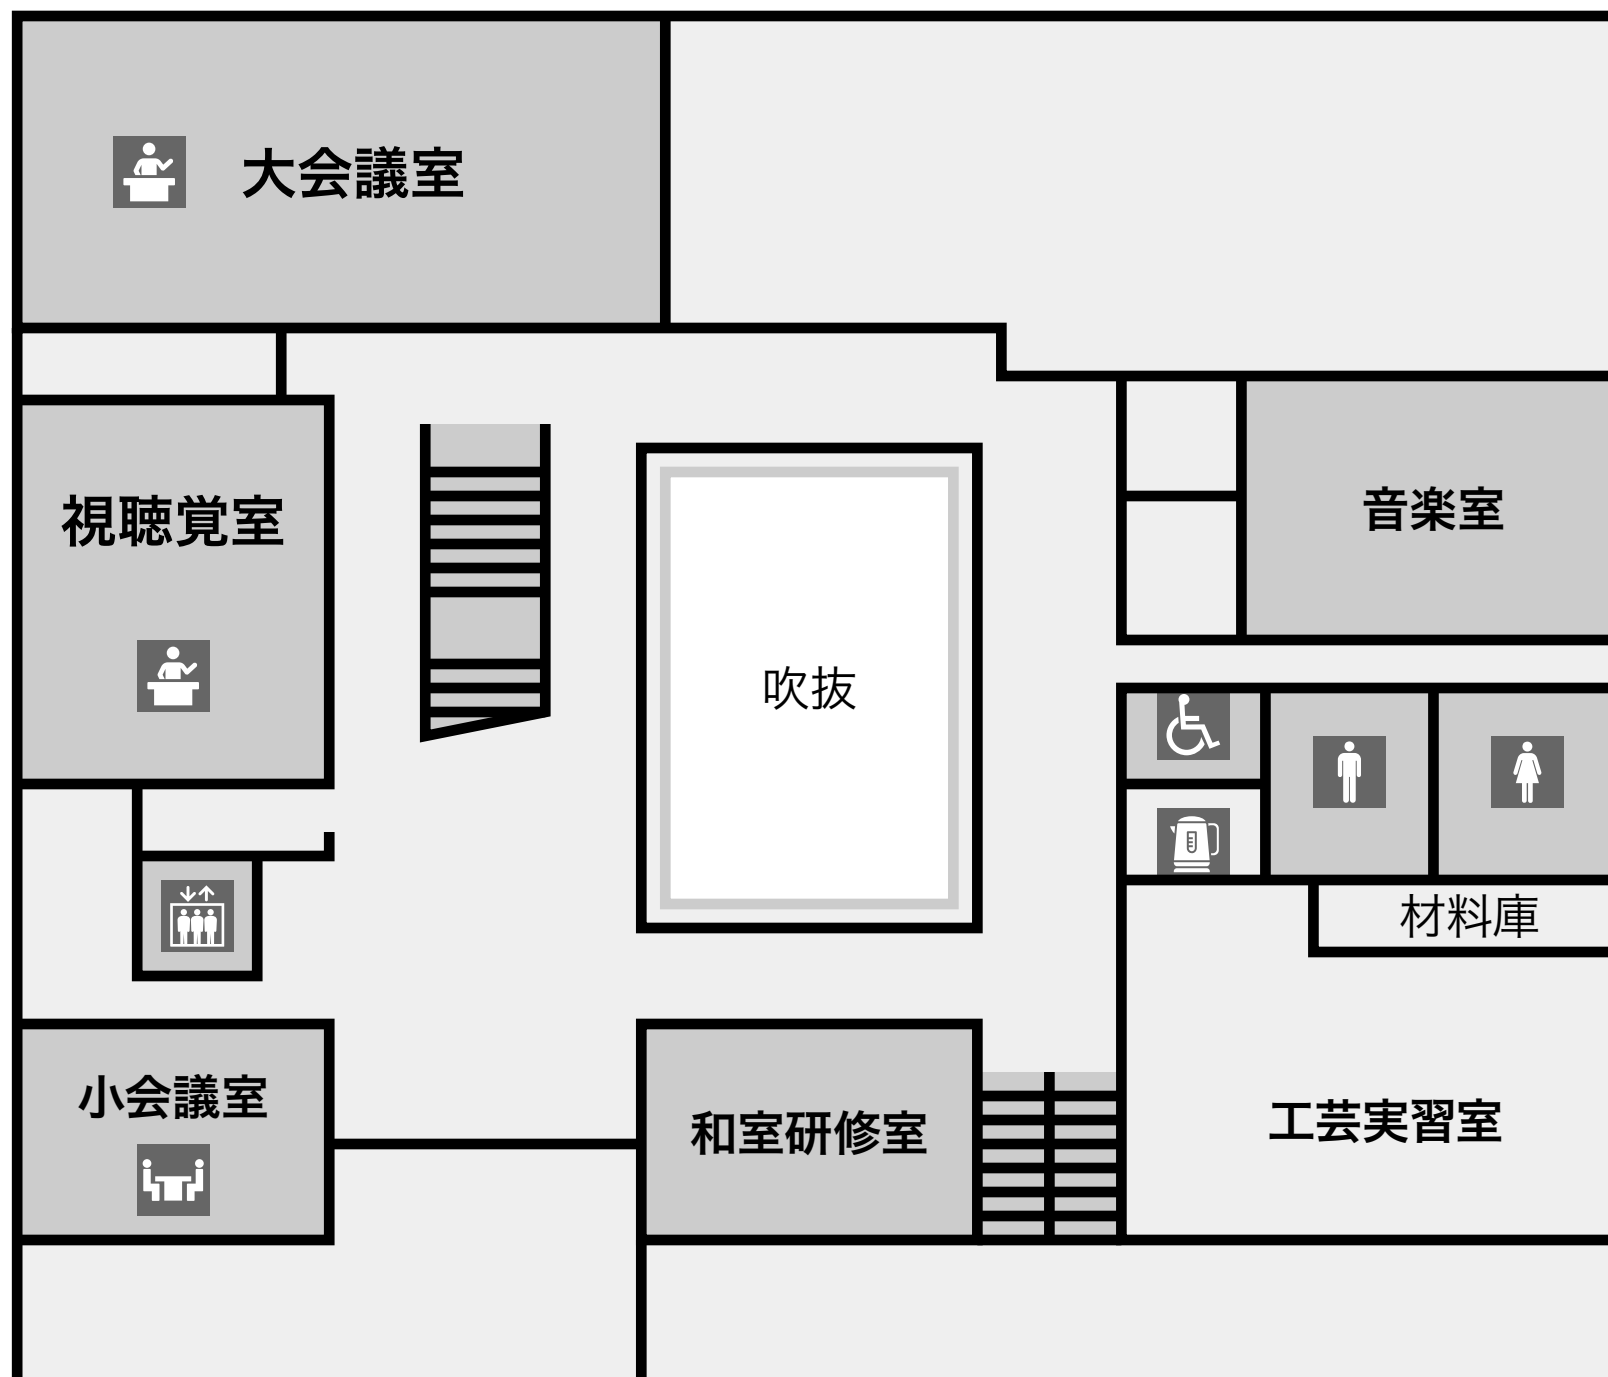 大会議室
視聴覚室
音楽室
吹抜
材料庫
小会議室
和室研修室
工芸実習室